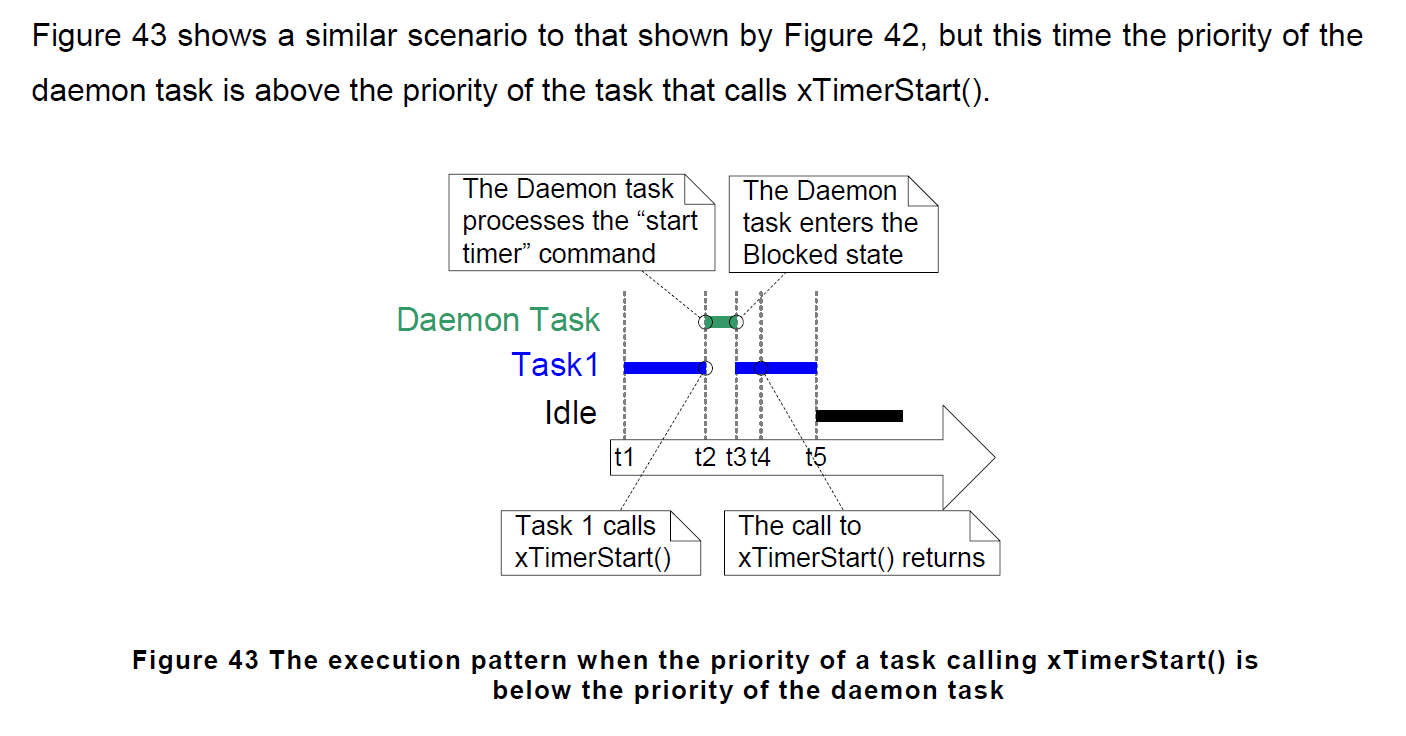 Figure 43 shows a similar scenario to that shown by Figure 42, but this time the priority of the
daemon task is above the priority of the task that calls xTimerStart().
The Daemon task
processes the “start
timer” command
The Daemon
task enters the
Blocked state
Daemon Task
Task1
Idle
t1 t2 t3 t4 t5
Task 1 calls
xTimerStart()
The call to
xTimerStart() returns
Figure 43 The execution pattern when the priority of a task calling xTimerStart() is
below the priority of the daemon task